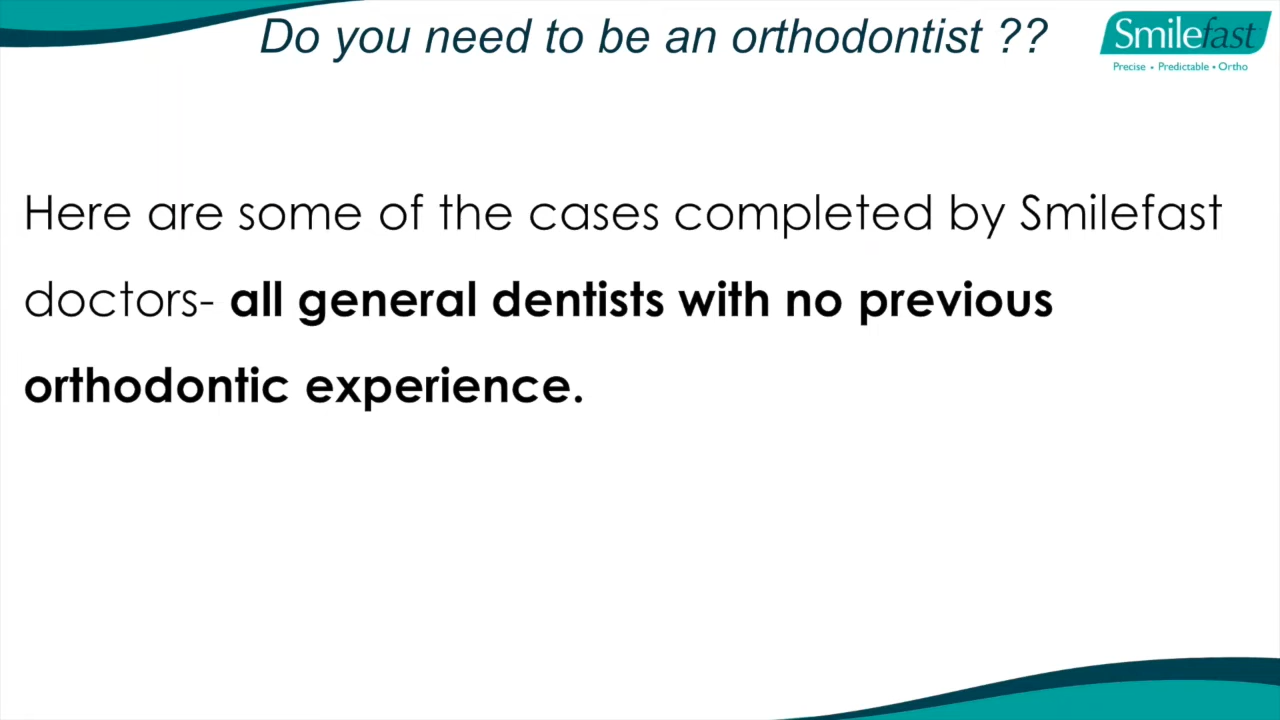 Do you need to be an orthodontist ??
Smilefast
Precise • Predictable • Ortho
Here are some of the cases completed by Smilefast
doctors- all general dentists with no previous
orthodontic experience.